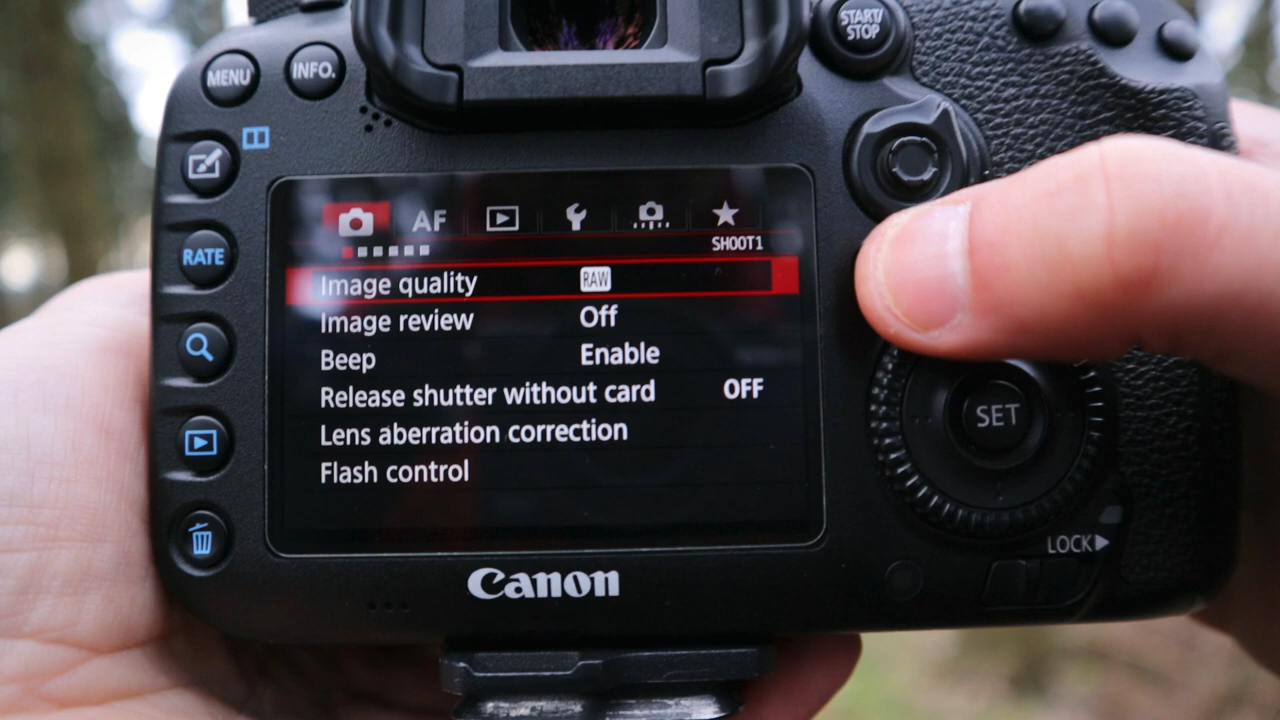 START/
STOP
MENU
INFO.
RATE
AF
SHOOT1
Image quality RAW
Image review Off
Beep Enable
Release shutter without card OFF
Lens aberration correction
Flash control
SET
LOCK
Canon